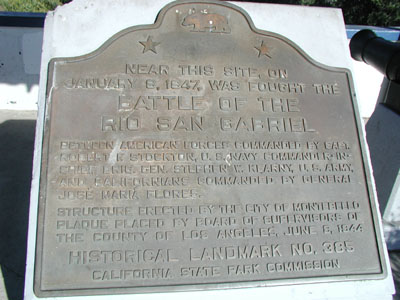 NEAR THIS SITE, ON
JANUARY 8, 1847, WAS FOUGHT THE
BATTLE OF THE
RIO SAN GABRIEL
BETWEEN AMERICAN FORCES COMMANDED BY CAPT.
ROBERT F. STOCKTON, U.S. NAVY COMMANDER-IN-
CHIEF, BRIG. GEN. STEPHEN W. KEARNY, U.S. ARMY,
AND CALIFORNIANS COMMANDED BY GENERAL
JOSE MARIA FLORES.
STRUCTURE ERECTED BY THE CITY OF MONTEBELLO
PLAQUE PLACED BY BOARD OF SUPERVISORS OF
THE COUNTY OF LOS ANGELES, JUNE 8, 1944
HISTORICAL LANDMARK NO. 385
CALIFORNIA STATE PARK COMMISSION